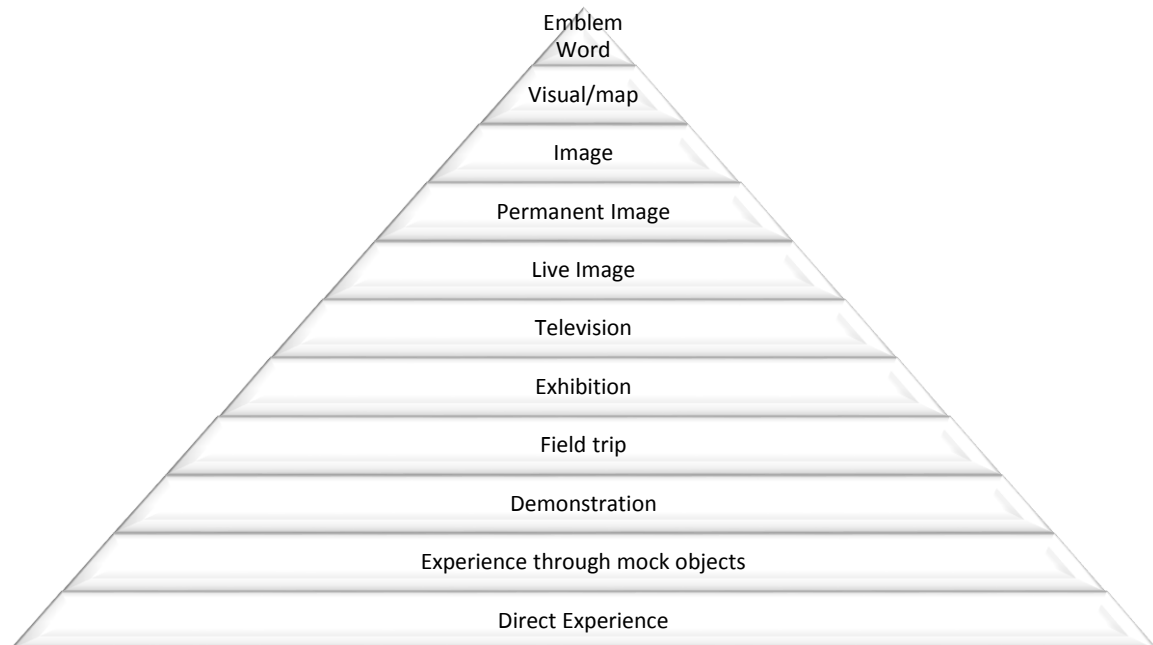 Emblem
Word
Visual/map
Image
Permanent Image
Live Image
Television
Exhibition
Field trip
Demonstration
Experience through mock objects
Direct Experience